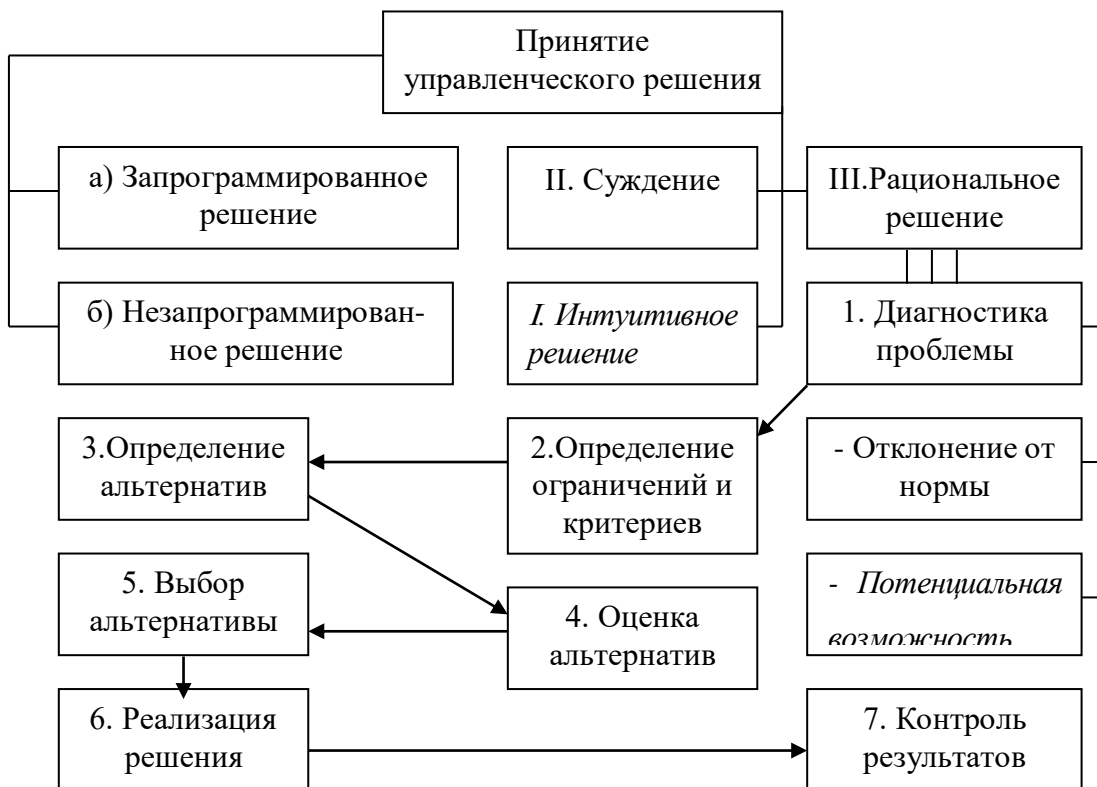 Принятие
управленческого решения
а) Запрограммированное
решение
II. Суждение
III.Рациональное
решение
б) Незапрограммирован-
ное решение
I. Интуитивное
решение
1. Диагностика
проблемы
3.Определение
альтернатив
2.Определение
ограничений и
критериев
- Отклонение от
нормы
5. Выбор
альтернативы
4. Оценка
альтернатив
- Потенциальная
возможность
6. Реализация
решения
7. Контроль
результатов